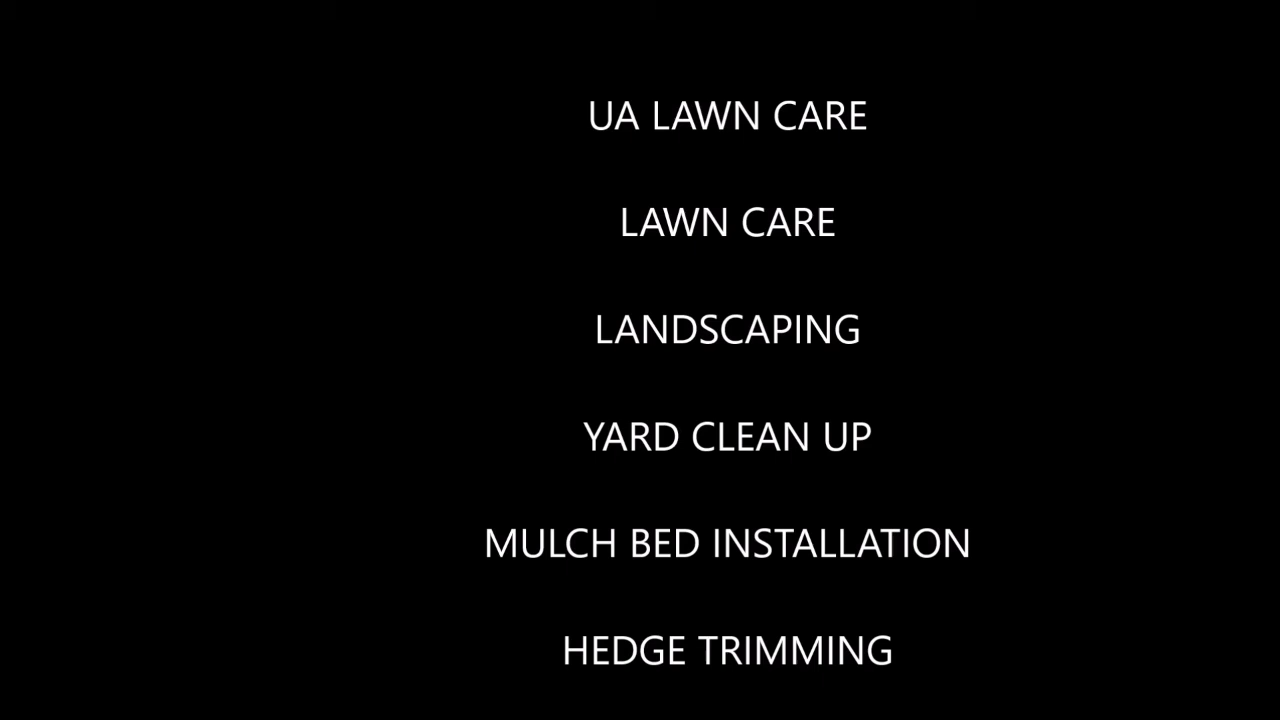 UA LAWN CARE
LAWN CARE
LANDSCAPING
YARD CLEAN UP
MULCH BED INSTALLATION
HEDGE TRIMMING